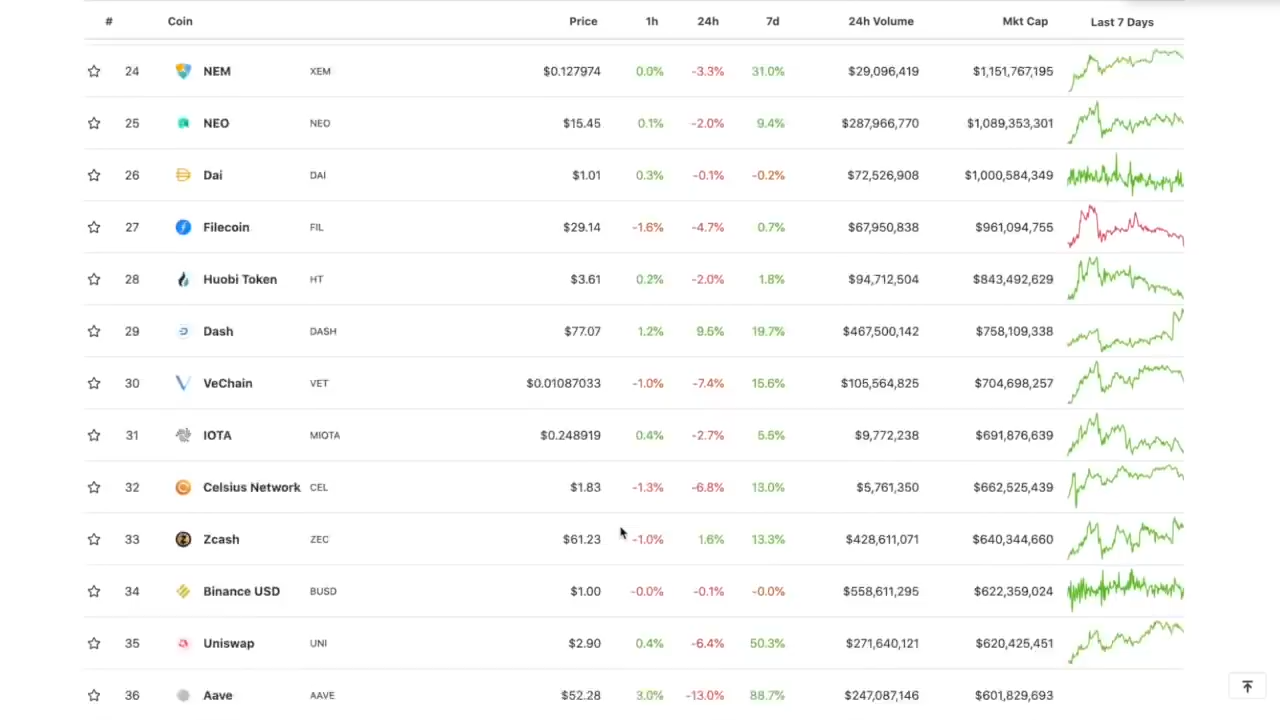 # Coin Price 1h 24h 7d 24h Volume Mkt Cap Last 7 Days
24 NEM XEM $0.127974 0.0% -3.3% 31.0% $29,096,419 $1,151,767,195
25 NEO NEO $15.45 0.1% -2.0% 9.4% $287,966,770 $1,089,353,301
26 Dai DAI $1.01 0.3% -0.1% -0.2% $72,526,908 $1,000,584,349
27 Filecoin FIL $29.14 -1.6% -4.7% 0.7% $67,950,838 $961,094,755
28 Huobi Token HT $3.61 0.2% -2.0% 1.8% $94,712,504 $843,492,629
29 Dash DASH $77.07 1.2% 9.5% 19.7% $467,500,142 $758,109,338
30 VeChain VET $0.01087033 -1.0% -7.4% 15.6% $105,564,825 $704,698,257
31 IOTA MIOTA $0.248919 0.4% -2.7% 5.5% $9,772,238 $691,876,639
32 Celsius Network CEL $1.83 -1.3% -6.8% 13.0% $5,761,350 $662,525,439
33 Zcash ZEC $61.23 -1.0% 1.6% 13.3% $428,611,071 $640,344,660
34 Binance USD BUSD $1.00 -0.0% -0.1% -0.0% $558,611,295 $622,359,024
35 Uniswap UNI $2.90 0.4% -6.4% 50.3% $271,640,121 $620,425,451
36 Aave AAVE $52.28 3.0% -13.0% 88.7% $247,087,146 $601,829,693